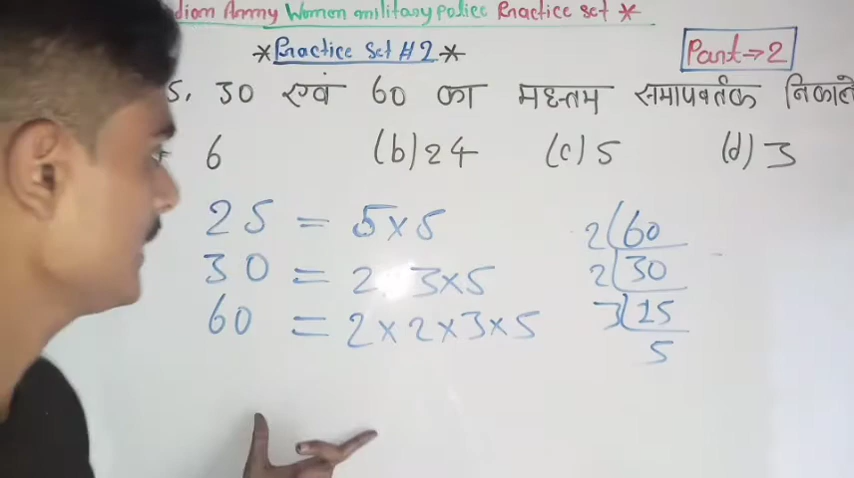 Army Women military police Practice set *
*Practice Set #2*
Part→2
5, 30 एवं 60 का महत्तम समापवर्तक निकाले
6 (b) 24 (c) 5 (d) 3
25 = 5×5
30 = 2 3×5
60 = 2×2×3×5
2 60
2 30
3 15
5